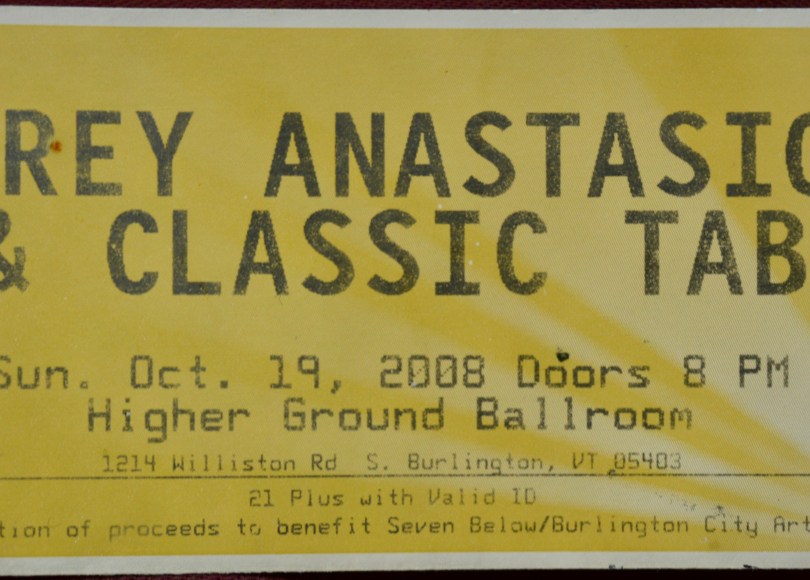 REY ANASTASIO
& CLASSIC TAB
Sun. Oct. 19, 2008 Doors 8 PM
Higher Ground Ballroom
1214 Williston Rd S. Burlington, VT 05403
21 Plus with Valid ID
tion of proceeds to benefit Seven Below/Burlington City Art